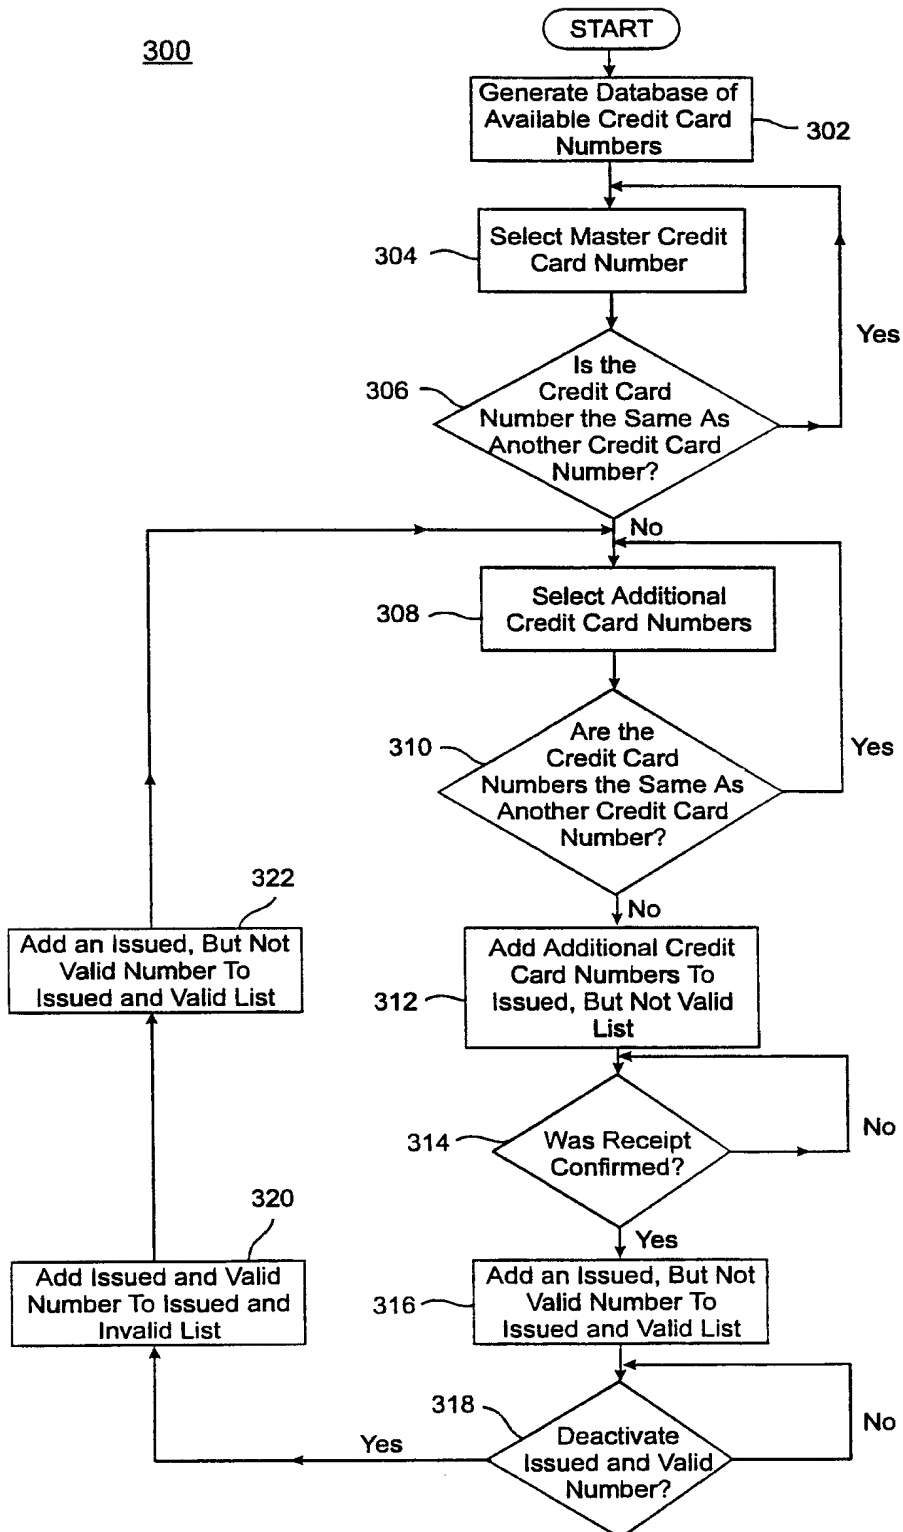 300
START
Generate Database of
Available Credit Card
Numbers
302
Select Master Credit
Card Number
304
Yes
Is the
Credit Card
Number the Same As
Another Credit Card
Number?
306
No
Select Additional
Credit Card Numbers
308
Are the
Credit Card
Numbers the Same As
Another Credit Card
Number?
310
Yes
No
322
Add an Issued, But Not
Valid Number To
Issued and Valid List
Add Additional Credit
Card Numbers To
Issued, But Not Valid
List
312
Was Receipt
Confirmed?
314
No
Yes
320
Add Issued and Valid
Number To Issued and
Invalid List
Add an Issued, But Not
Valid Number To
Issued and Valid List
316
318
Deactivate
Issued and Valid
Number?
No
Yes